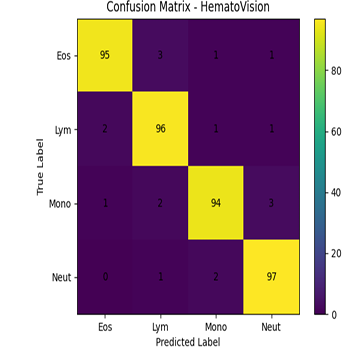 Confusion Matrix - HematoVision
Eos 95 3 1 1
Lym 2 96 1 1
Mono 1 2 94 3
Neut 0 1 2 97
Eos Lym Mono Neut
Predicted Label
True Label
80
60
40
20
0